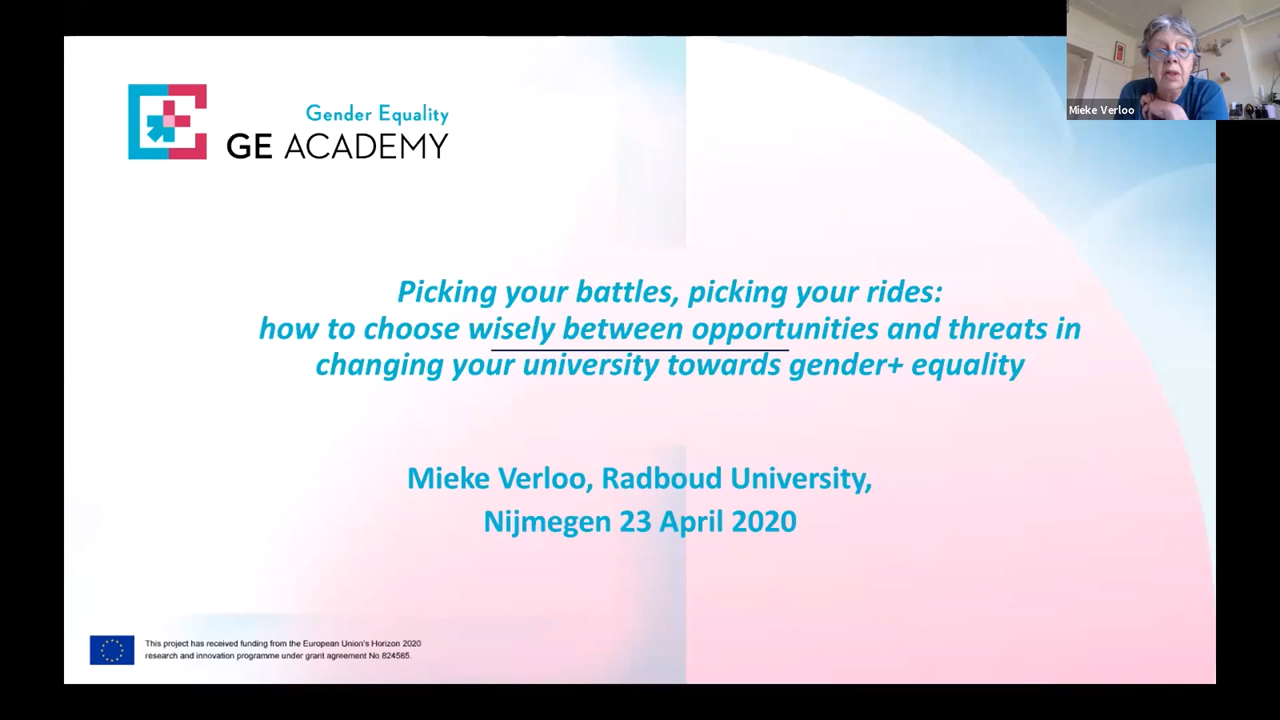 Mieke Verloo
Gender Equality
GE ACADEMY
Picking your battles, picking your rides:
how to choose wisely between opportunities and threats in
changing your university towards gender+ equality
Mieke Verloo, Radboud University,
Nijmegen 23 April 2020
This project has received funding from the European Union's Horizon 2020
research and innovation programme under grant agreement No 824585.